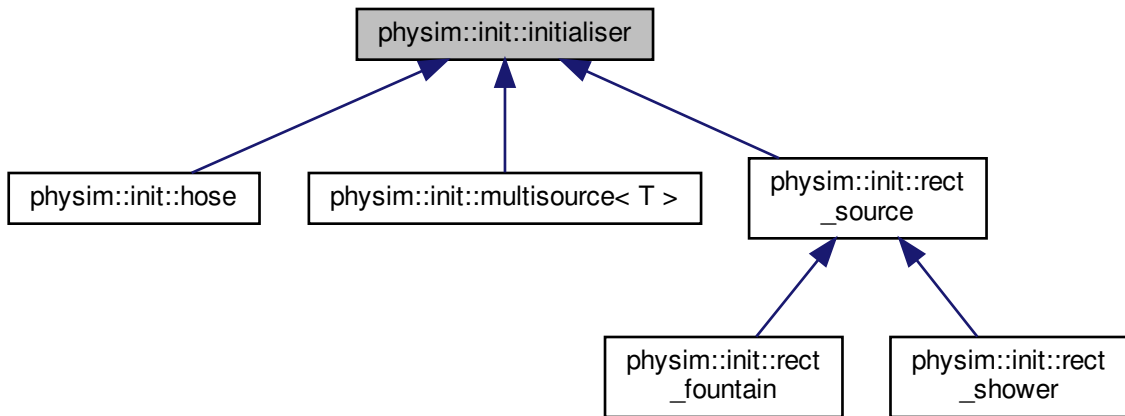 physim::init::initialiser
physim::init::hose
physim::init::multisource< T >
physim::init::rect
_source
physim::init::rect
_fountain
physim::init::rect
_shower